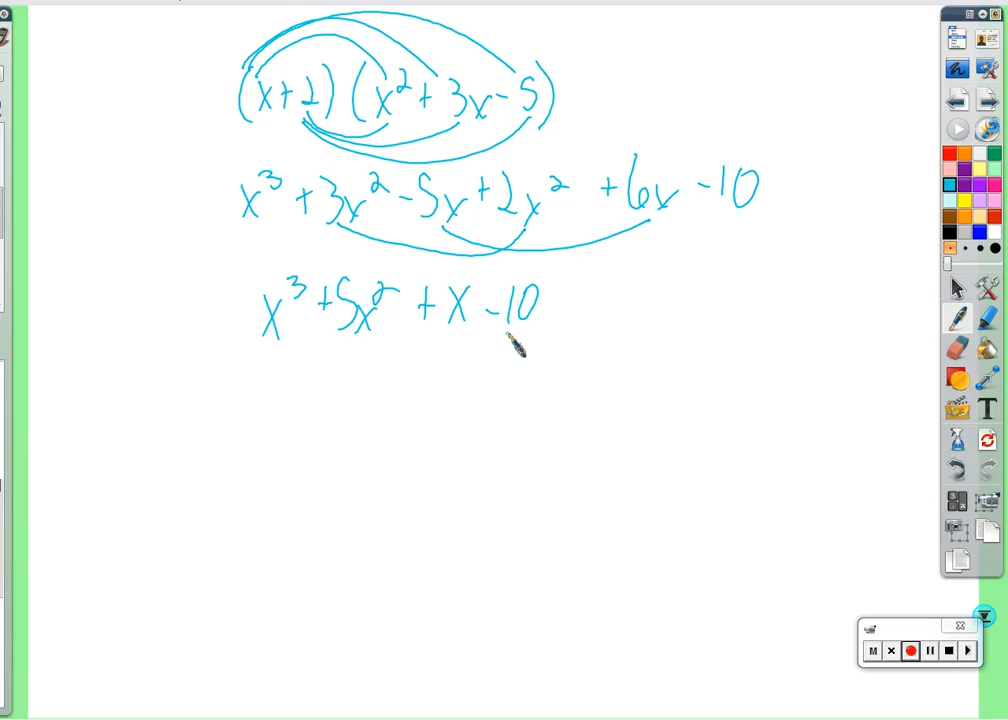 (x+2)(x²+3x-5)
x³+3x²-5x+2x²+6x-10
x³+5x²+x-10
M
T